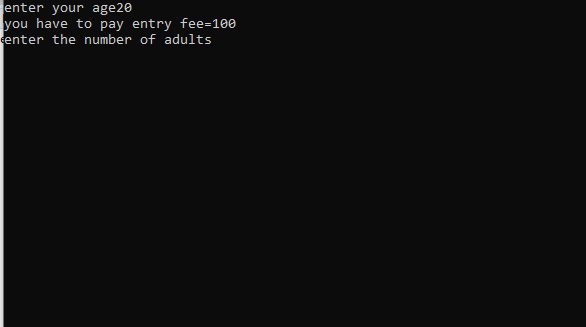 enter your age20
you have to pay entry fee=100
enter the number of adults